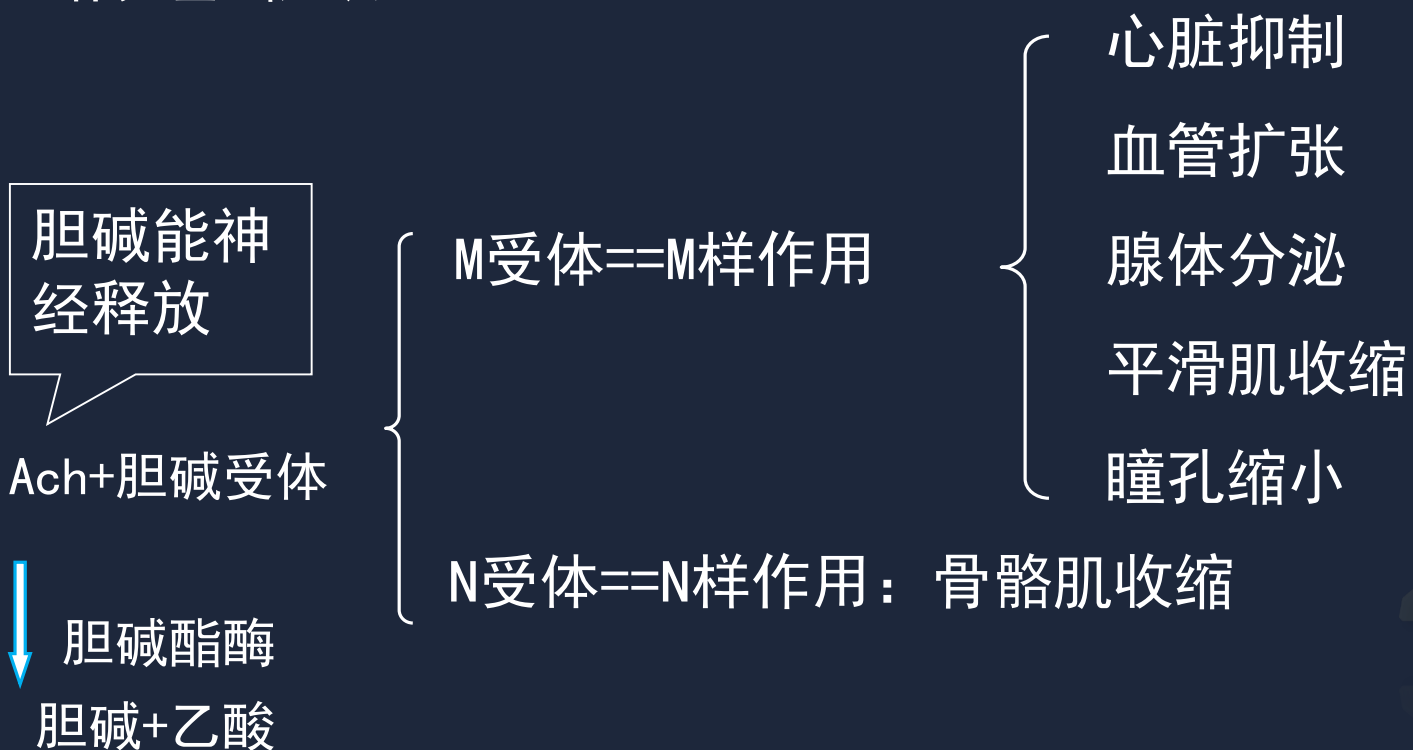 胆碱能神
经释放
Ach+胆碱受体
胆碱酯酶
胆碱+乙酸
M受体==M样作用
心脏抑制
血管扩张
腺体分泌
平滑肌收缩
瞳孔缩小
N受体==N样作用：骨骼肌收缩